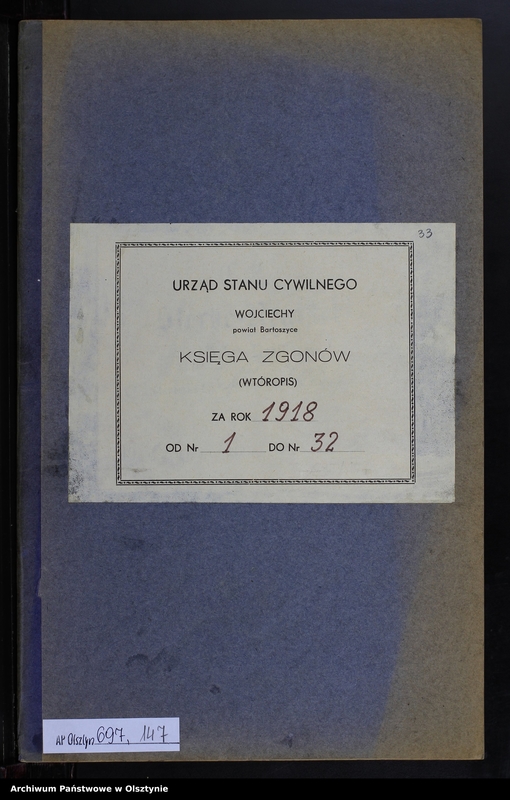 33
URZĄD STANU CYWILNEGO
WOJCIECHY
powiat Bartoszyce
KSIĘGA ZGONÓW
(WTÓROPIS)
ZA ROK 1918
OD Nr 1 DO Nr 32
AP Olsztyn 697, 147
Archiwum Państwowe w Olsztynie